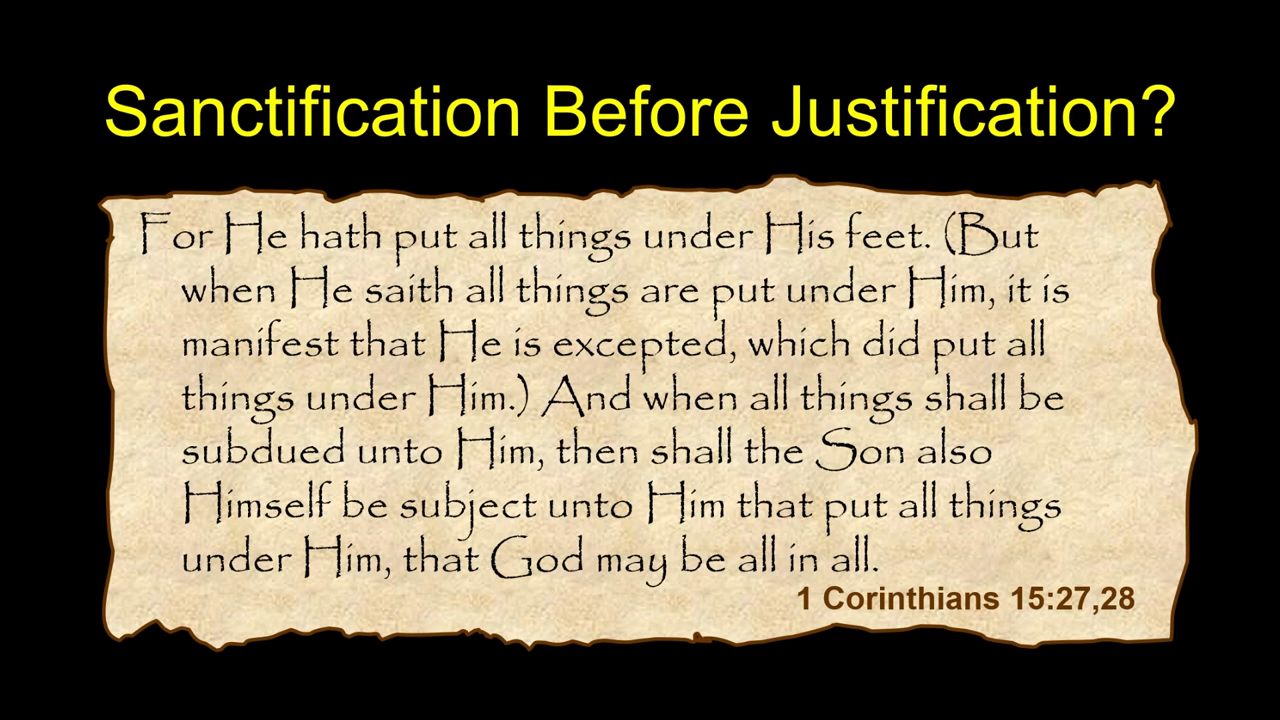 Sanctification Before Justification?
For He hath put all things under His feet. (But
when He saith all things are put under Him, it is
manifest that He is excepted, which did put all
things under Him.) And when all things shall be
subdued unto Him, then shall the Son also
Himself be subject unto Him that put all things
under Him, that God may be all in all.
1 Corinthians 15:27,28